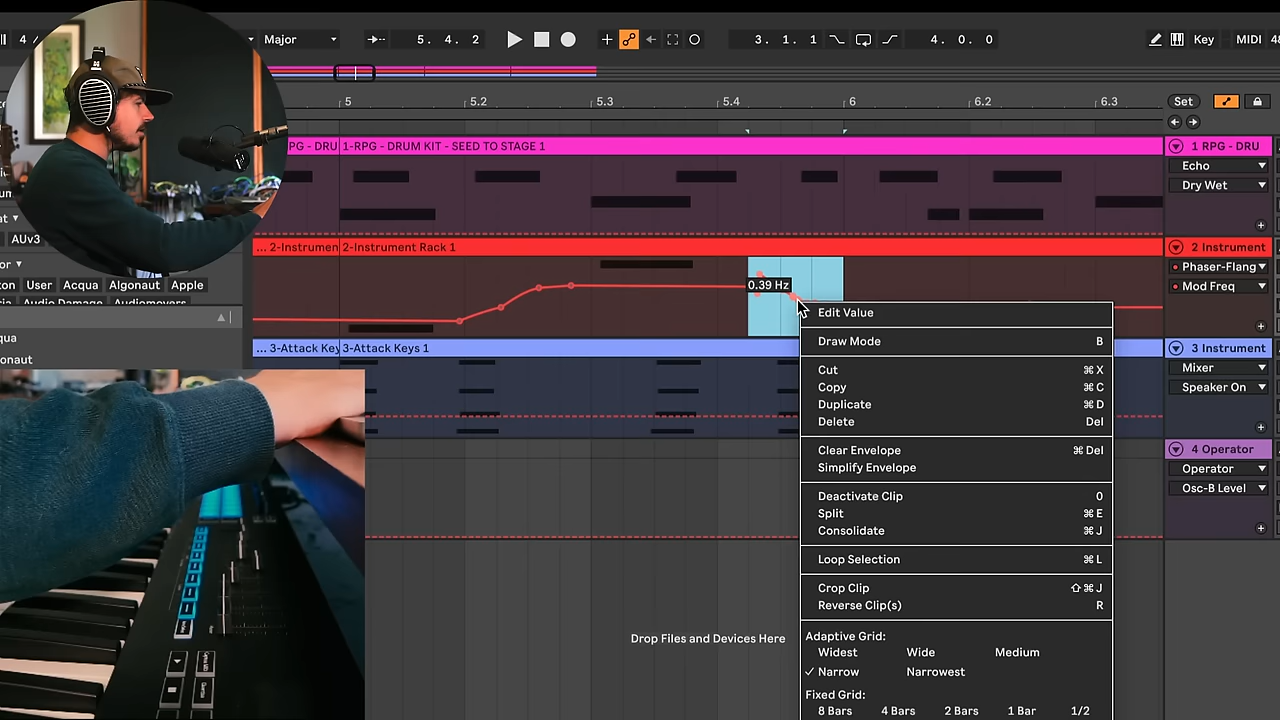 4 /
Major
5. 4. 2
3. 1. 1
4. 0. 0
Key
MIDI
5
5.2
5.3
5.4
6
6.2
6.3
Set
PG - DRU
1-RPG - DRUM KIT - SEED TO STAGE 1
1 RPG - DRU
Echo
Dry Wet
... 2-Instrumen
2-Instrument Rack 1
2 Instrument
Phaser-Flang
Mod Freq
0.39 Hz
... 3-Attack Key
3-Attack Keys 1
3 Instrument
Mixer
Speaker On
4 Operator
Operator
Osc-B Level
AUv3
User
Quasar
Algonaut
Apple
Baby Audio
Audiomovers
qua
onaut
Edit Value
Draw Mode B
Cut ⌘ X
Copy ⌘ C
Duplicate ⌘ D
Delete Del
Clear Envelope ⌘ Del
Simplify Envelope
Deactivate Clip 0
Split ⌘ E
Consolidate ⌘ J
Loop Selection ⌘ L
Crop Clip ⇧ ⌘ J
Reverse Clip(s) R
Adaptive Grid:
Widest Wide Medium
✓ Narrow Narrowest
Fixed Grid:
8 Bars 4 Bars 2 Bars 1 Bar 1/2
Drop Files and Devices Here